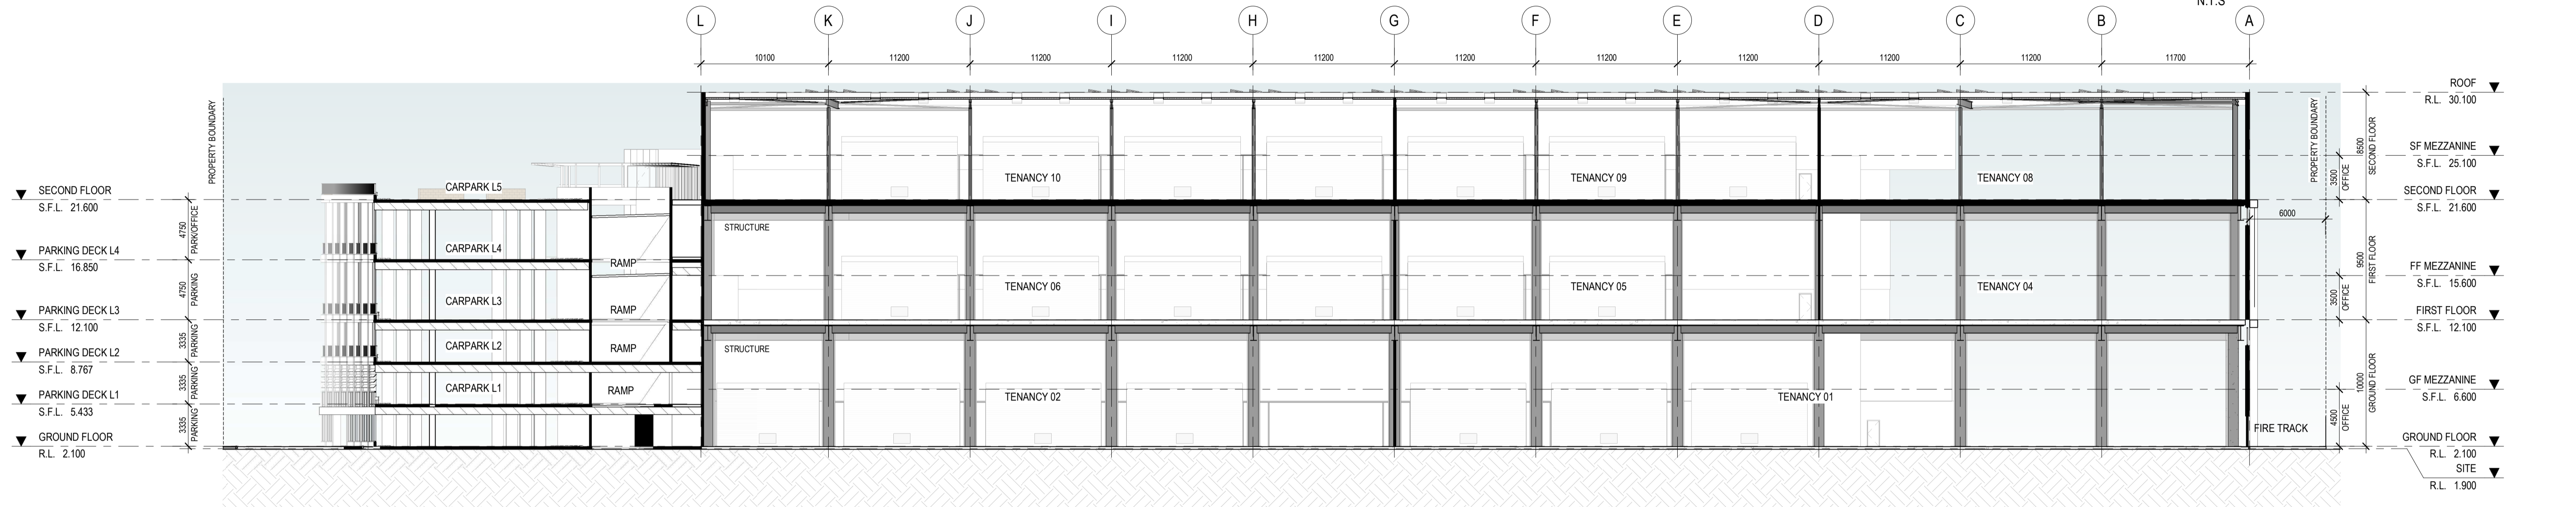 N.T.S
L K J I H G F E D C B A
10100 11200 11200 11200 11200 11200 11200 11200 11200 11200 11700
PROPERTY BOUNDARY
PROPERTY BOUNDARY
ROOF
R.L. 30.100
SF MEZZANINE
S.F.L. 25.100
SECOND FLOOR
S.F.L. 21.600
FF MEZZANINE
S.F.L. 15.600
FIRST FLOOR
S.F.L. 12.100
GF MEZZANINE
S.F.L. 6.600
GROUND FLOOR
R.L. 2.100
SITE
R.L. 1.900
8500
SECOND FLOOR
3500
OFFICE
9500
FIRST FLOOR
3500
OFFICE
10000
GROUND FLOOR
4500
OFFICE
6000
FIRE TRACK
SECOND FLOOR
S.F.L. 21.600
PARKING DECK L4
S.F.L. 16.850
PARKING DECK L3
S.F.L. 12.100
PARKING DECK L2
S.F.L. 8.767
PARKING DECK L1
S.F.L. 5.433
GROUND FLOOR
R.L. 2.100
4750
PARK/OFFICE
4750
PARKING
3335
PARKING
3335
PARKING
3335
PARKING
CARPARK L5
CARPARK L4
CARPARK L3
CARPARK L2
CARPARK L1
RAMP
RAMP
RAMP
RAMP
TENANCY 10 TENANCY 09 TENANCY 08
STRUCTURE
TENANCY 06 TENANCY 05 TENANCY 04
STRUCTURE
TENANCY 02 TENANCY 01